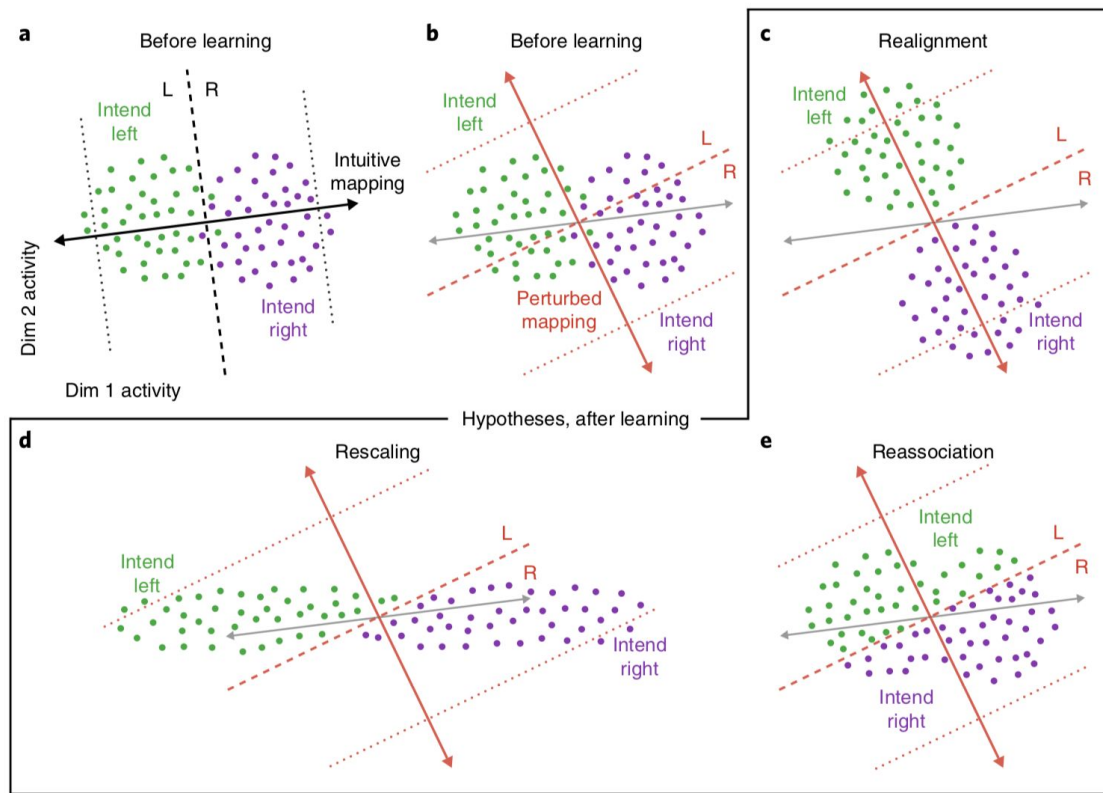 a
Before learning
L
R
Intend
left
Intuitive
mapping
Intend
right
Dim 2 activity
Dim 1 activity
b
Before learning
Intend
left
L
R
Perturbed
mapping
Intend
right
c
Realignment
Intend
left
L
R
Intend
right
Hypotheses, after learning
d
Rescaling
Intend
left
L
R
Intend
right
e
Reassociation
Intend
left
L
R
Intend
right